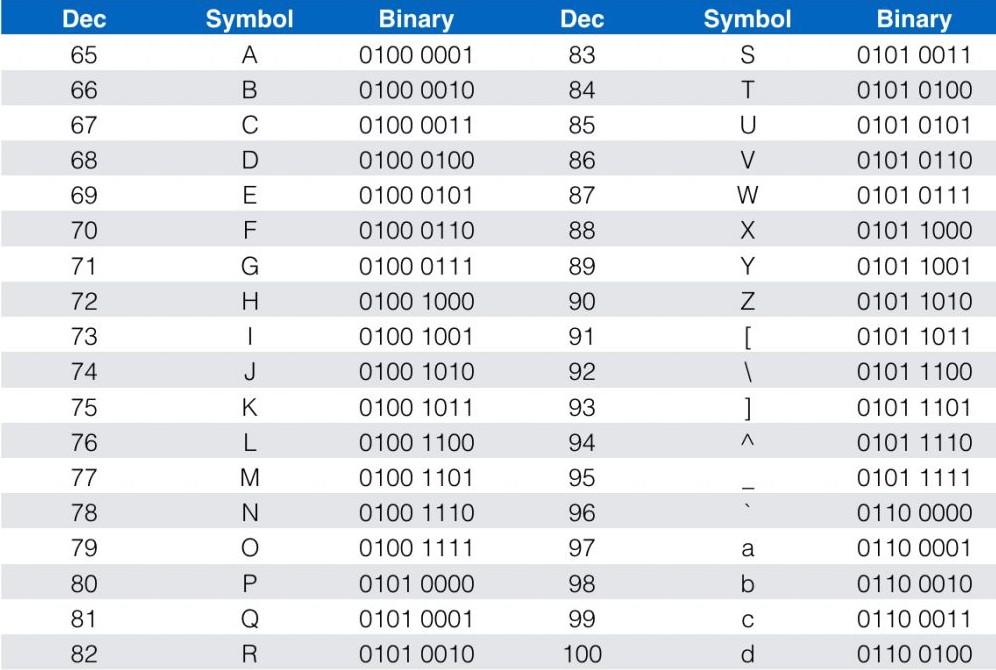 Dec Symbol Binary Dec Symbol Binary
65 A 0100 0001 83 S 0101 0011
66 B 0100 0010 84 T 0101 0100
67 C 0100 0011 85 U 0101 0101
68 D 0100 0100 86 V 0101 0110
69 E 0100 0101 87 W 0101 0111
70 F 0100 0110 88 X 0101 1000
71 G 0100 0111 89 Y 0101 1001
72 H 0100 1000 90 Z 0101 1010
73 I 0100 1001 91 [ 0101 1011
74 J 0100 1010 92 \ 0101 1100
75 K 0100 1011 93 ] 0101 1101
76 L 0100 1100 94 ^ 0101 1110
77 M 0100 1101 95 _ 0101 1111
78 N 0100 1110 96 ` 0110 0000
79 O 0100 1111 97 a 0110 0001
80 P 0101 0000 98 b 0110 0010
81 Q 0101 0001 99 c 0110 0011
82 R 0101 0010 100 d 0110 0100